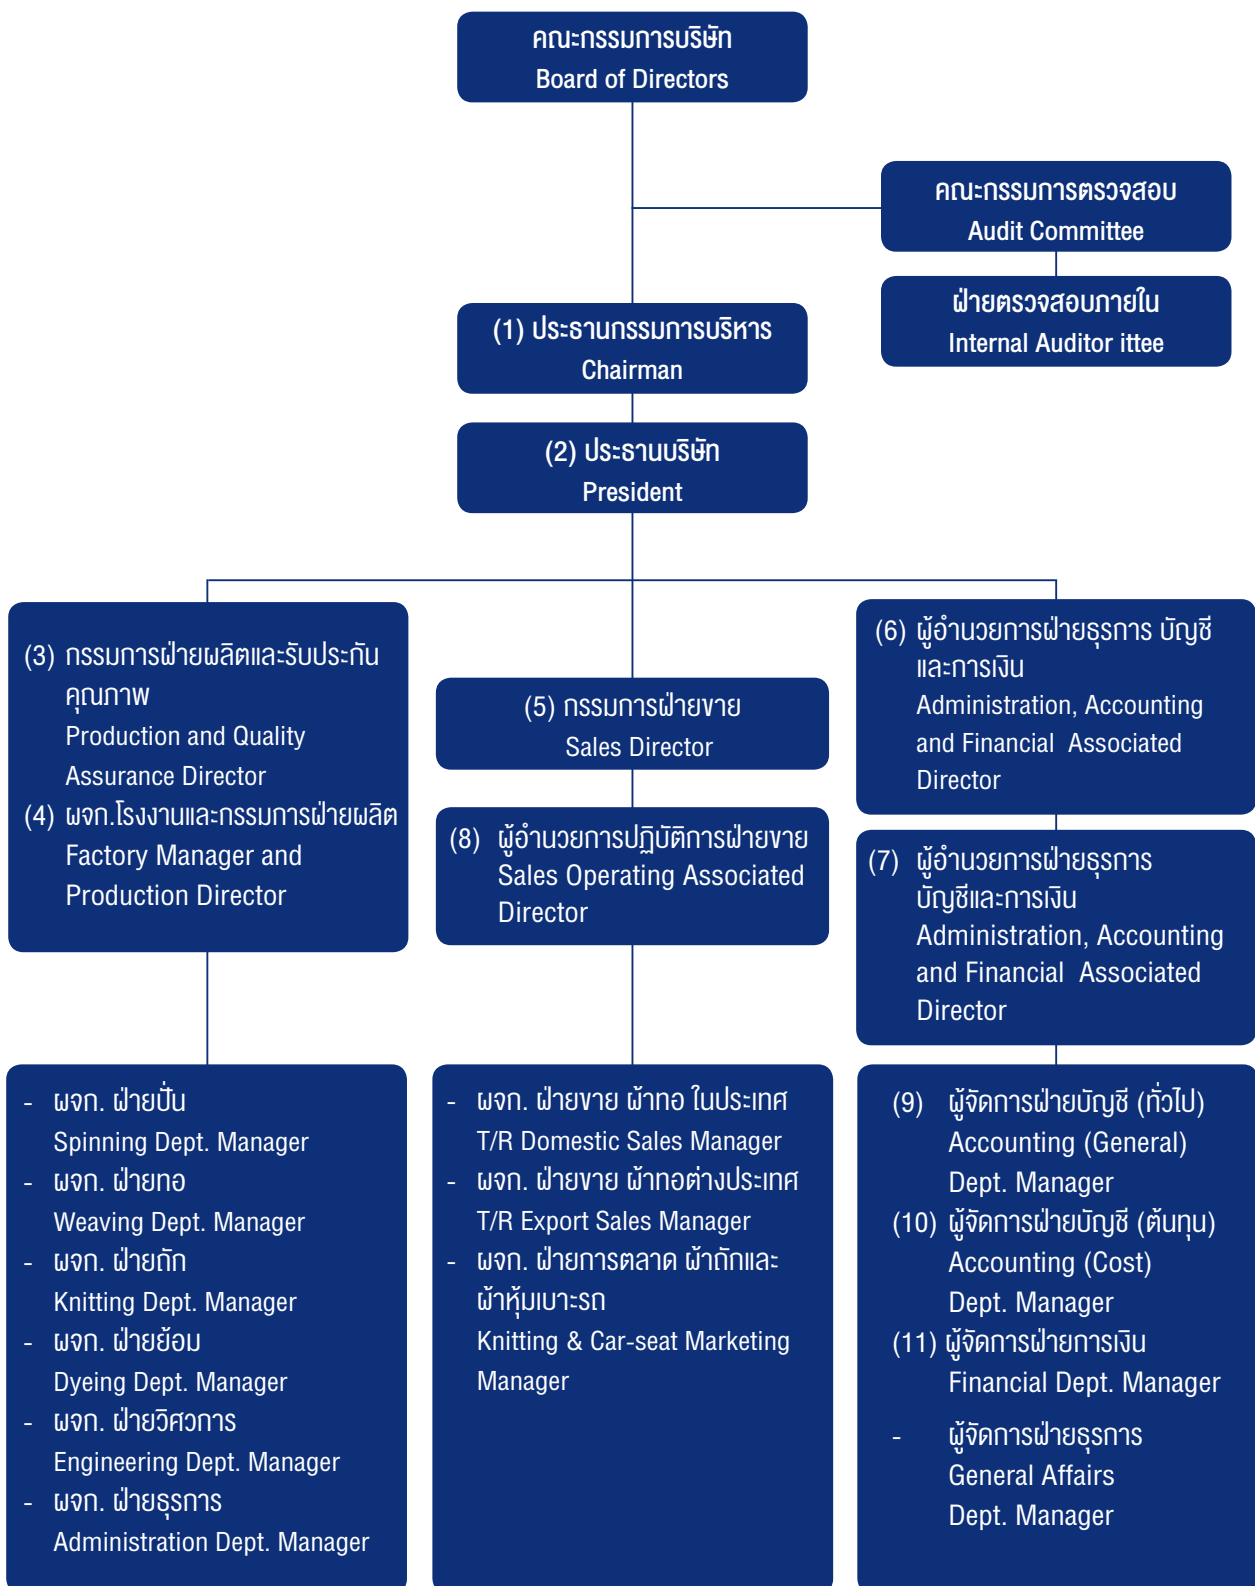 คณะกรรมการบริษัท
Board of Directors
คณะกรรมการตรวจสอบ
Audit Committee
ฝ่ายตรวจสอบภายใน
Internal Auditor ittee
(1) ประธานกรรมการบริหาร
Chairman
(2) ประธานบริษัท
President
(3) กรรมการฝ่ายผลิตและรับประกัน
คุณภาพ
Production and Quality
Assurance Director
(4) ผจก.โรงงานและกรรมการฝ่ายผลิต
Factory Manager and
Production Director
(5) กรรมการฝ่ายขาย
Sales Director
(8) ผู้อำนวยการปฏิบัติการฝ่ายขาย
Sales Operating Associated
Director
(6) ผู้อำนวยการฝ่ายธุรการ บัญชี
และการเงิน
Administration, Accounting
and Financial Associated
Director
(7) ผู้อำนวยการฝ่ายธุรการ
บัญชีและการเงิน
Administration, Accounting
and Financial Associated
Director
- ผจก. ฝ่ายปั่น
Spinning Dept. Manager
- ผจก. ฝ่ายทอ
Weaving Dept. Manager
- ผจก. ฝ่ายถัก
Knitting Dept. Manager
- ผจก. ฝ่ายย้อม
Dyeing Dept. Manager
- ผจก. ฝ่ายวิศวการ
Engineering Dept. Manager
- ผจก. ฝ่ายธุรการ
Administration Dept. Manager
- ผจก. ฝ่ายขาย ผ้าทอ ในประเทศ
T/R Domestic Sales Manager
- ผจก. ฝ่ายขาย ผ้าทอต่างประเทศ
T/R Export Sales Manager
- ผจก. ฝ่ายการตลาด ผ้าถักและ
ผ้าหุ้มเบาะรถ
Knitting & Car-seat Marketing
Manager
(9) ผู้จัดการฝ่ายบัญชี (ทั่วไป)
Accounting (General)
Dept. Manager
(10) ผู้จัดการฝ่ายบัญชี (ต้นทุน)
Accounting (Cost)
Dept. Manager
(11) ผู้จัดการฝ่ายการเงิน
Financial Dept. Manager
- ผู้จัดการฝ่ายธุรการ
General Affairs
Dept. Manager